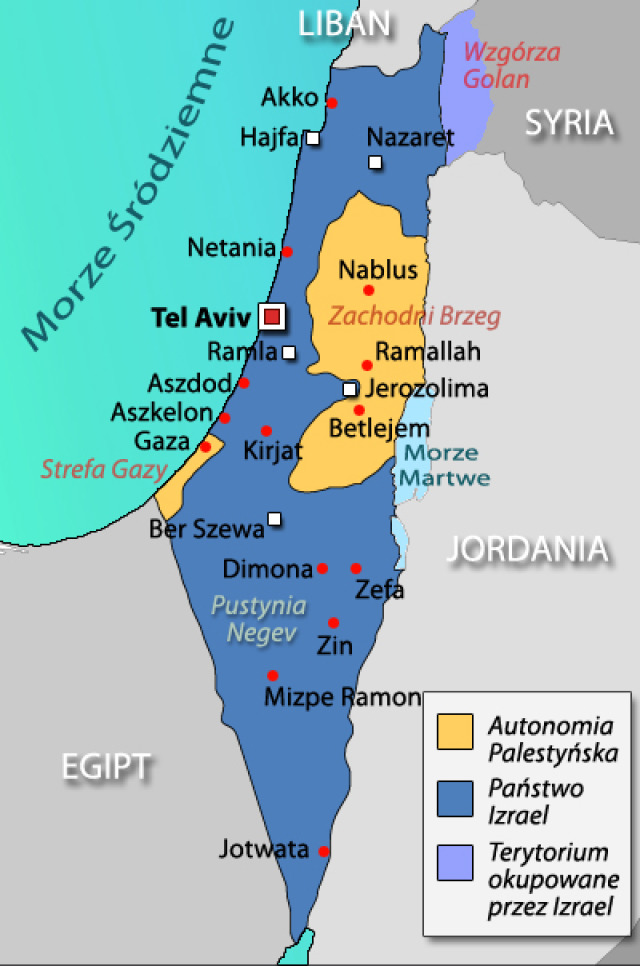 LIBAN
Wzgórza
Golan
Akko
SYRIA
Hajfa
Nazaret
Morze Śródziemne
Netania
Nablus
Tel Aviv
Zachodni Brzeg
Ramla
Ramallah
Aszdod
Jerozolima
Aszkelon
Betlejem
Gaza
Kirjat
Morze
Martwe
Strefa Gazy
Ber Szewa
JORDANIA
Dimona
Zefa
Pustynia
Negev
Zin
Mizpe Ramon
EGIPT
Jotwata
Autonomia
Palestyńska
Państwo
Izrael
Terytorium
okupowane
przez Izrael